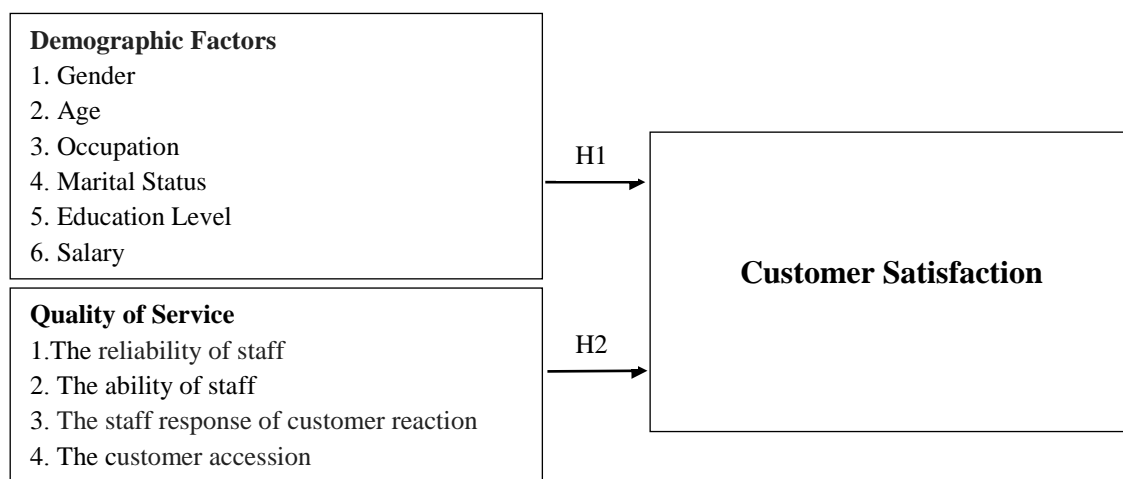 Demographic Factors
1. Gender
2. Age
3. Occupation
4. Marital Status
5. Education Level
6. Salary
H1
Customer Satisfaction
Quality of Service
1.The reliability of staff
2. The ability of staff
3. The staff response of customer reaction
4. The customer accession
H2